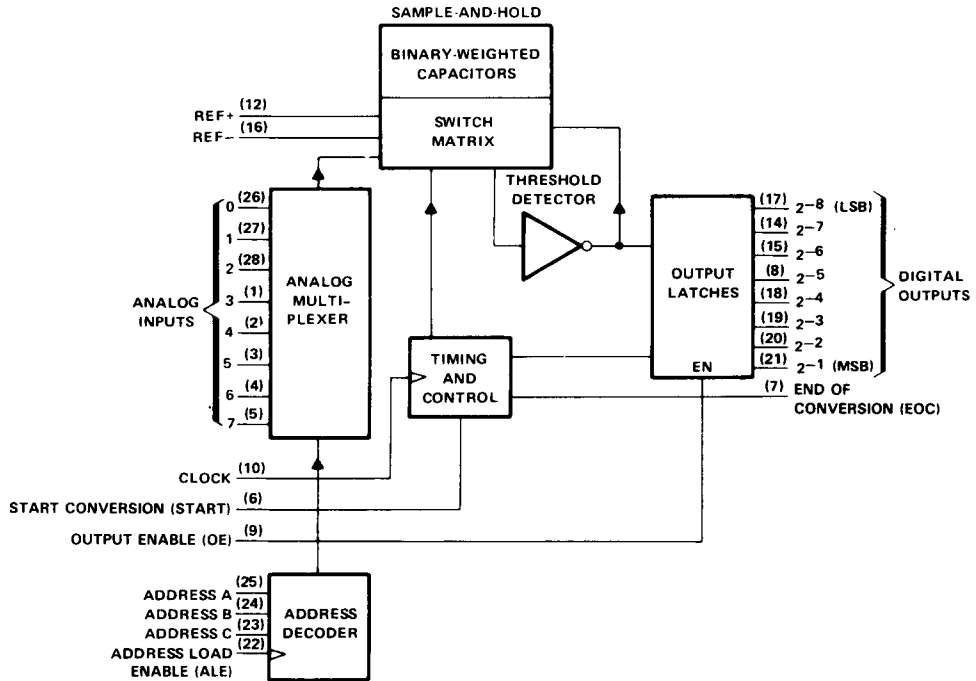 SAMPLE-AND-HOLD
BINARY-WEIGHTED
CAPACITORS
SWITCH
MATRIX
REF+ (12)
REF− (16)
THRESHOLD
DETECTOR
ANALOG
INPUTS
0 (26)
1 (27)
2 (28)
3 (1)
4 (2)
5 (3)
6 (4)
7 (5)
ANALOG
MULTI-
PLEXER
TIMING
AND
CONTROL
OUTPUT
LATCHES
EN
(17) 2−8 (LSB)
(14) 2−7
(15) 2−6
(8) 2−5
(18) 2−4
(19) 2−3
(20) 2−2
(21) 2−1 (MSB)
DIGITAL
OUTPUTS
(7) END OF
CONVERSION (EOC)
CLOCK (10)
START CONVERSION (START) (6)
OUTPUT ENABLE (OE) (9)
ADDRESS A (25)
ADDRESS B (24)
ADDRESS C (23)
ADDRESS LOAD (22)
ENABLE (ALE)
ADDRESS
DECODER